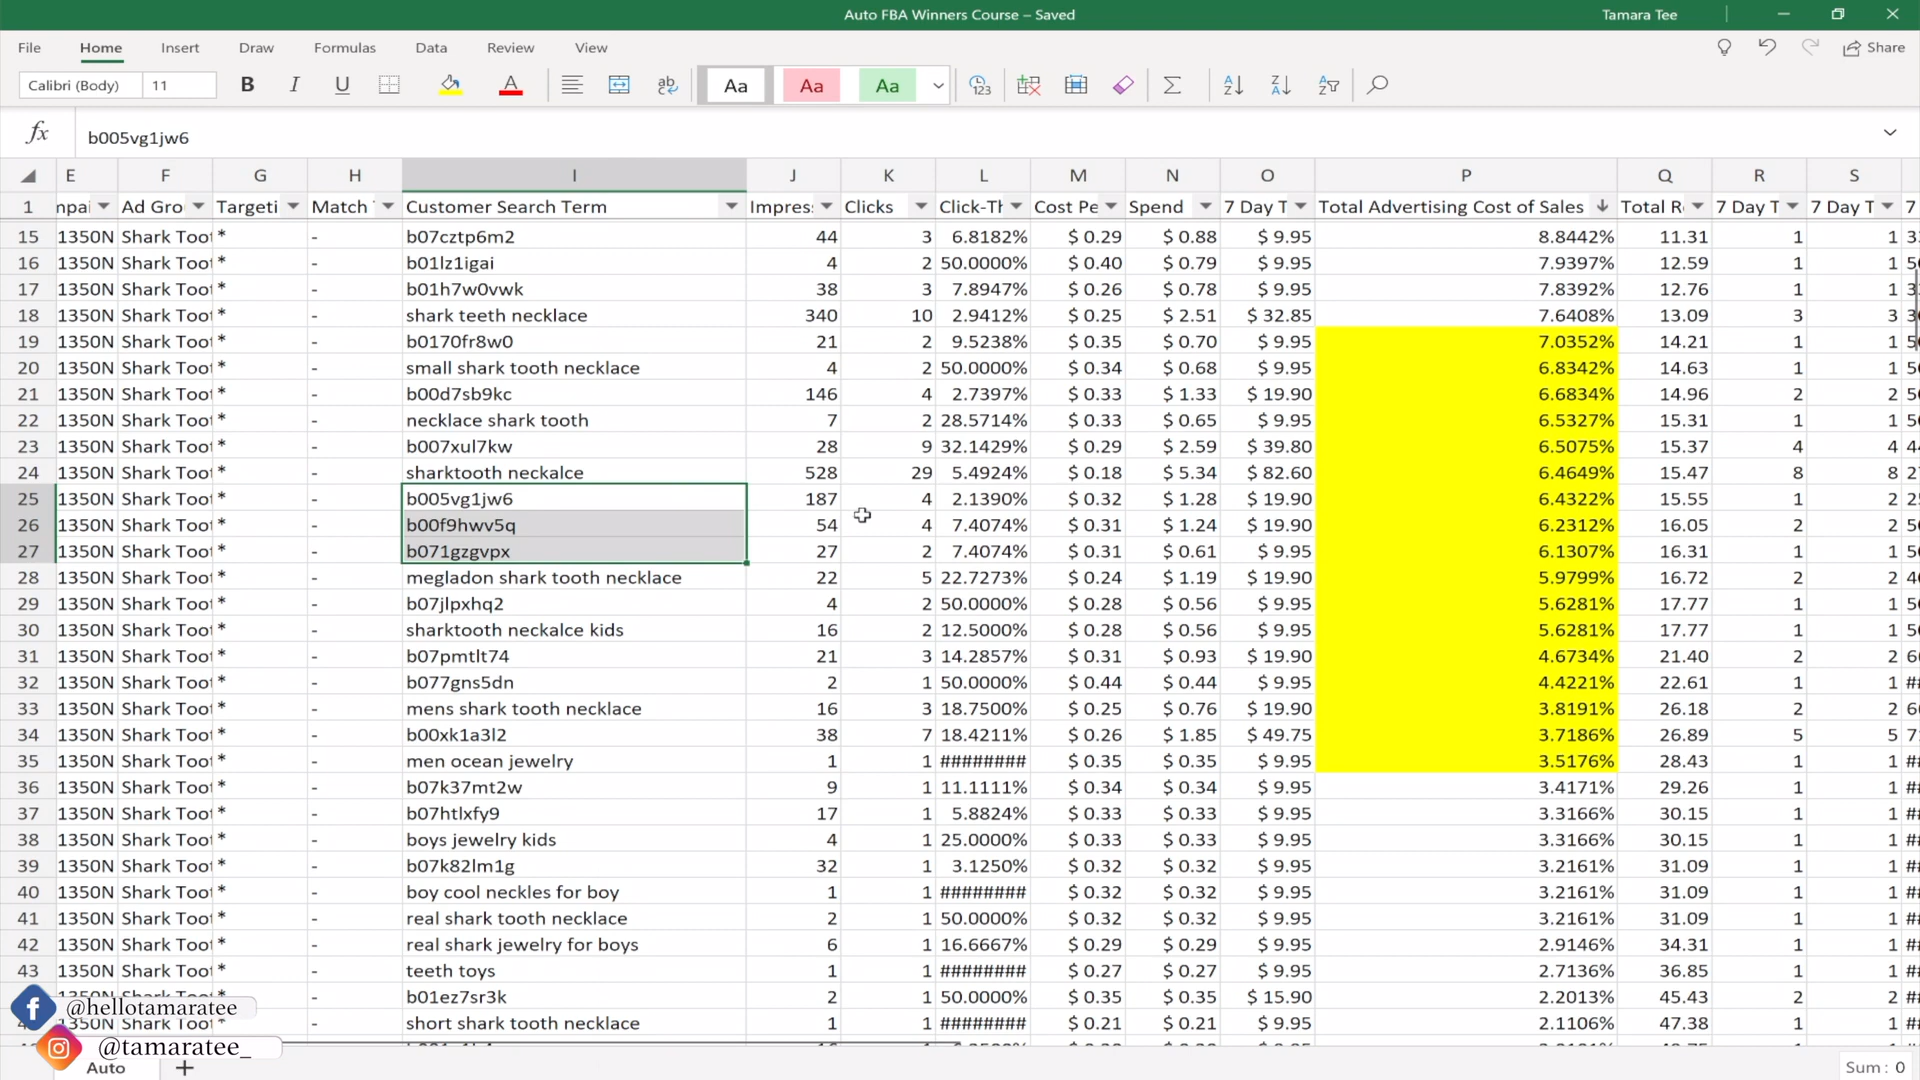 Auto FBA Winners Course – Saved
Tamara Tee
File Home Insert Draw Formulas Data Review View Share
Calibri (Body) 11 B I U ab Aa Aa Aa
fx b005vg1jw6
E F G H I J K L M N O P Q R S
1 mpai Ad Gro Targeti Match Customer Search Term Impres Clicks Click-Th Cost Pe Spend 7 Day T Total Advertising Cost of Sales Total R 7 Day T 7 Day T 7
15 1350N Shark Toot * - b07cztp6m2 44 3 6.8182% $ 0.29 $ 0.88 $ 9.95 8.8442% 11.31 1 1
16 1350N Shark Toot * - b01lz1igai 4 2 50.0000% $ 0.40 $ 0.79 $ 9.95 7.9397% 12.59 1 1
17 1350N Shark Toot * - b01h7w0vwk 38 3 7.8947% $ 0.26 $ 0.78 $ 9.95 7.8392% 12.76 1 1
18 1350N Shark Toot * - shark teeth necklace 340 10 2.9412% $ 0.25 $ 2.51 $ 32.85 7.6408% 13.09 3 3
19 1350N Shark Toot * - b0170fr8w0 21 2 9.5238% $ 0.35 $ 0.70 $ 9.95 7.0352% 14.21 1 1
20 1350N Shark Toot * - small shark tooth necklace 4 2 50.0000% $ 0.34 $ 0.68 $ 9.95 6.8342% 14.63 1 1
21 1350N Shark Toot * - b00d7sb9kc 146 4 2.7397% $ 0.33 $ 1.33 $ 19.90 6.6834% 14.96 2 2
22 1350N Shark Toot * - necklace shark tooth 7 2 28.5714% $ 0.33 $ 0.65 $ 9.95 6.5327% 15.31 1 1
23 1350N Shark Toot * - b007xul7kw 28 9 32.1429% $ 0.29 $ 2.59 $ 39.80 6.5075% 15.37 4 4
24 1350N Shark Toot * - sharktooth neckalce 528 29 5.4924% $ 0.18 $ 5.34 $ 82.60 6.4649% 15.47 8 8
25 1350N Shark Toot * - b005vg1jw6 187 4 2.1390% $ 0.32 $ 1.28 $ 19.90 6.4322% 15.55 1 2
26 1350N Shark Toot * - b00f9hwv5q 54 4 7.4074% $ 0.31 $ 1.24 $ 19.90 6.2312% 16.05 2 2
27 1350N Shark Toot * - b071gzgvpx 27 2 7.4074% $ 0.31 $ 0.61 $ 9.95 6.1307% 16.31 1 1
28 1350N Shark Toot * - megladon shark tooth necklace 22 5 22.7273% $ 0.24 $ 1.19 $ 19.90 5.9799% 16.72 2 2
29 1350N Shark Toot * - b07jlpxhq2 4 2 50.0000% $ 0.28 $ 0.56 $ 9.95 5.6281% 17.77 1 1
30 1350N Shark Toot * - sharktooth neckalce kids 16 2 12.5000% $ 0.28 $ 0.56 $ 9.95 5.6281% 17.77 1 1
31 1350N Shark Toot * - b07pmtlt74 21 3 14.2857% $ 0.31 $ 0.93 $ 19.90 4.6734% 21.40 2 2
32 1350N Shark Toot * - b077gns5dn 2 1 50.0000% $ 0.44 $ 0.44 $ 9.95 4.4221% 22.61 1 1
33 1350N Shark Toot * - mens shark tooth necklace 16 3 18.7500% $ 0.25 $ 0.76 $ 19.90 3.8191% 26.18 2 2
34 1350N Shark Toot * - b00xk1a3l2 38 7 18.4211% $ 0.26 $ 1.85 $ 49.75 3.7186% 26.89 5 5
35 1350N Shark Toot * - men ocean jewelry 1 1 ######## $ 0.35 $ 0.35 $ 9.95 3.5176% 28.43 1 1
36 1350N Shark Toot * - b07k37mt2w 9 1 11.1111% $ 0.34 $ 0.34 $ 9.95 3.4171% 29.26 1 1
37 1350N Shark Toot * - b07htlxfy9 17 1 5.8824% $ 0.33 $ 0.33 $ 9.95 3.3166% 30.15 1 1
38 1350N Shark Toot * - boys jewelry kids 4 1 25.0000% $ 0.33 $ 0.33 $ 9.95 3.3166% 30.15 1 1
39 1350N Shark Toot * - b07k82lm1g 32 1 3.1250% $ 0.32 $ 0.32 $ 9.95 3.2161% 31.09 1 1
40 1350N Shark Toot * - boy cool neckles for boy 1 1 ######## $ 0.32 $ 0.32 $ 9.95 3.2161% 31.09 1 1
41 1350N Shark Toot * - real shark tooth necklace 2 1 50.0000% $ 0.32 $ 0.32 $ 9.95 3.2161% 31.09 1 1
42 1350N Shark Toot * - real shark jewelry for boys 6 1 16.6667% $ 0.29 $ 0.29 $ 9.95 2.9146% 34.31 1 1
43 1350N Shark Toot * - teeth toys 1 1 ######## $ 0.27 $ 0.27 $ 9.95 2.7136% 36.85 1 1
* - b01ez7sr3k 2 1 50.0000% $ 0.35 $ 0.35 $ 15.90 2.2013% 45.43 2 2
* - short shark tooth necklace 1 1 ######## $ 0.21 $ 0.21 $ 9.95 2.1106% 47.38 1 1
@hellotamaratee
@tamaratee_
Auto + Sum : 0